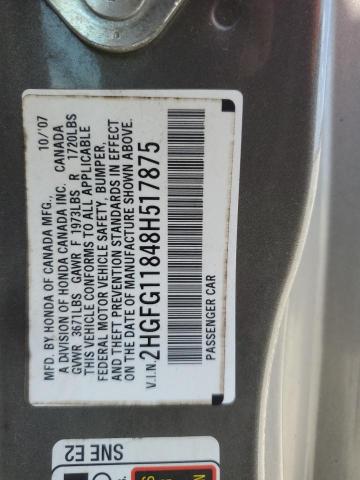 MFD. BY HONDA OF CANADA MFG., 10/'07
A DIVISION OF HONDA CANADA INC. CANADA
GVWR 3671LBS GAWR F 1973LBS R 1720LBS
THIS VEHICLE CONFORMS TO ALL APPLICABLE
FEDERAL MOTOR VEHICLE SAFETY, BUMPER,
AND THEFT PREVENTION STANDARDS IN EFFECT
ON THE DATE OF MANUFACTURE SHOWN ABOVE.
V.I.N. 2HGFG11848H517875
PASSENGER CAR
SNE E2